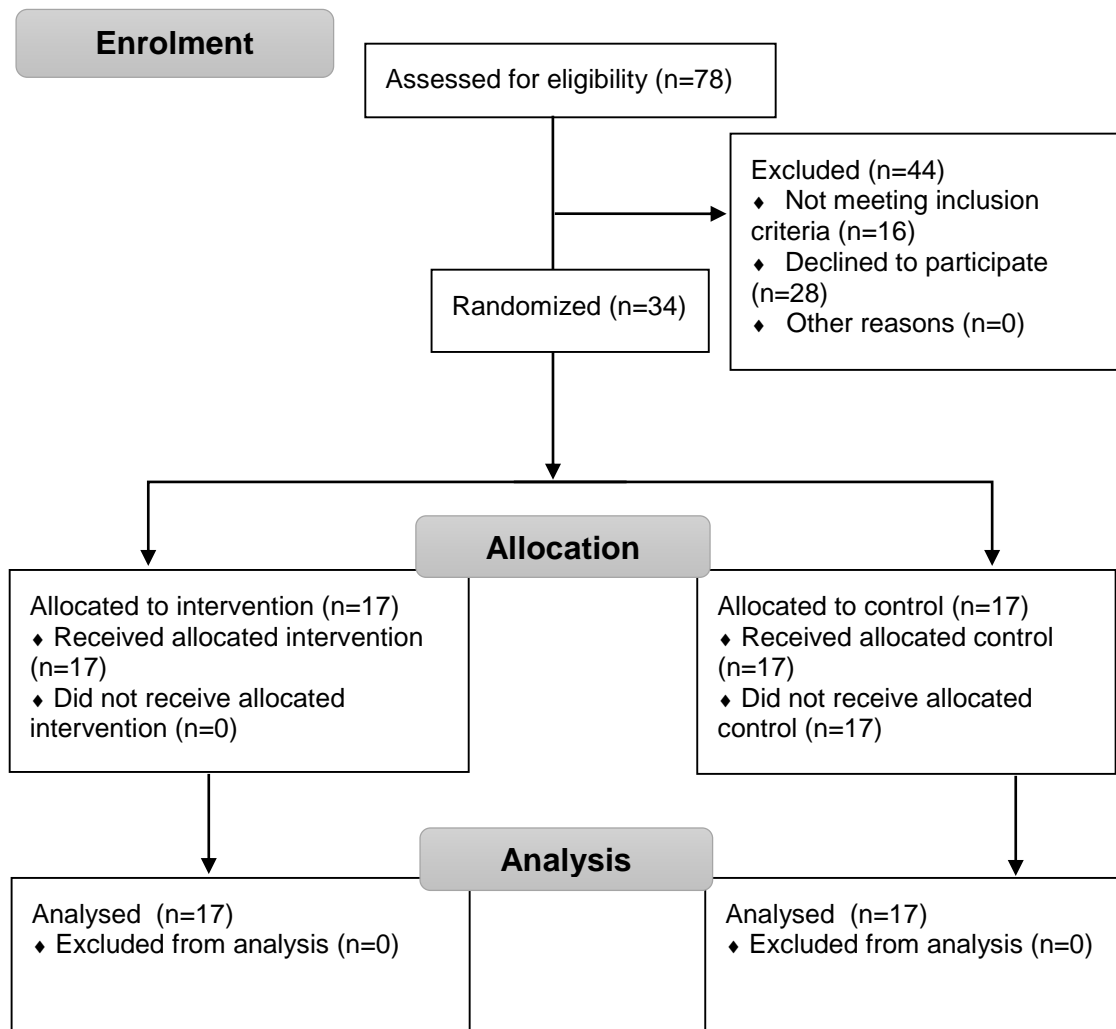 Enrolment
Assessed for eligibility (n=78)
Excluded (n=44)
♦ Not meeting inclusion
criteria (n=16)
♦ Declined to participate
(n=28)
♦ Other reasons (n=0)
Randomized (n=34)
Allocation
Allocated to intervention (n=17)
♦ Received allocated intervention
(n=17)
♦ Did not receive allocated
intervention (n=0)
Allocated to control (n=17)
♦ Received allocated control
(n=17)
♦ Did not receive allocated
control (n=17)
Analysis
Analysed (n=17)
♦ Excluded from analysis (n=0)
Analysed (n=17)
♦ Excluded from analysis (n=0)